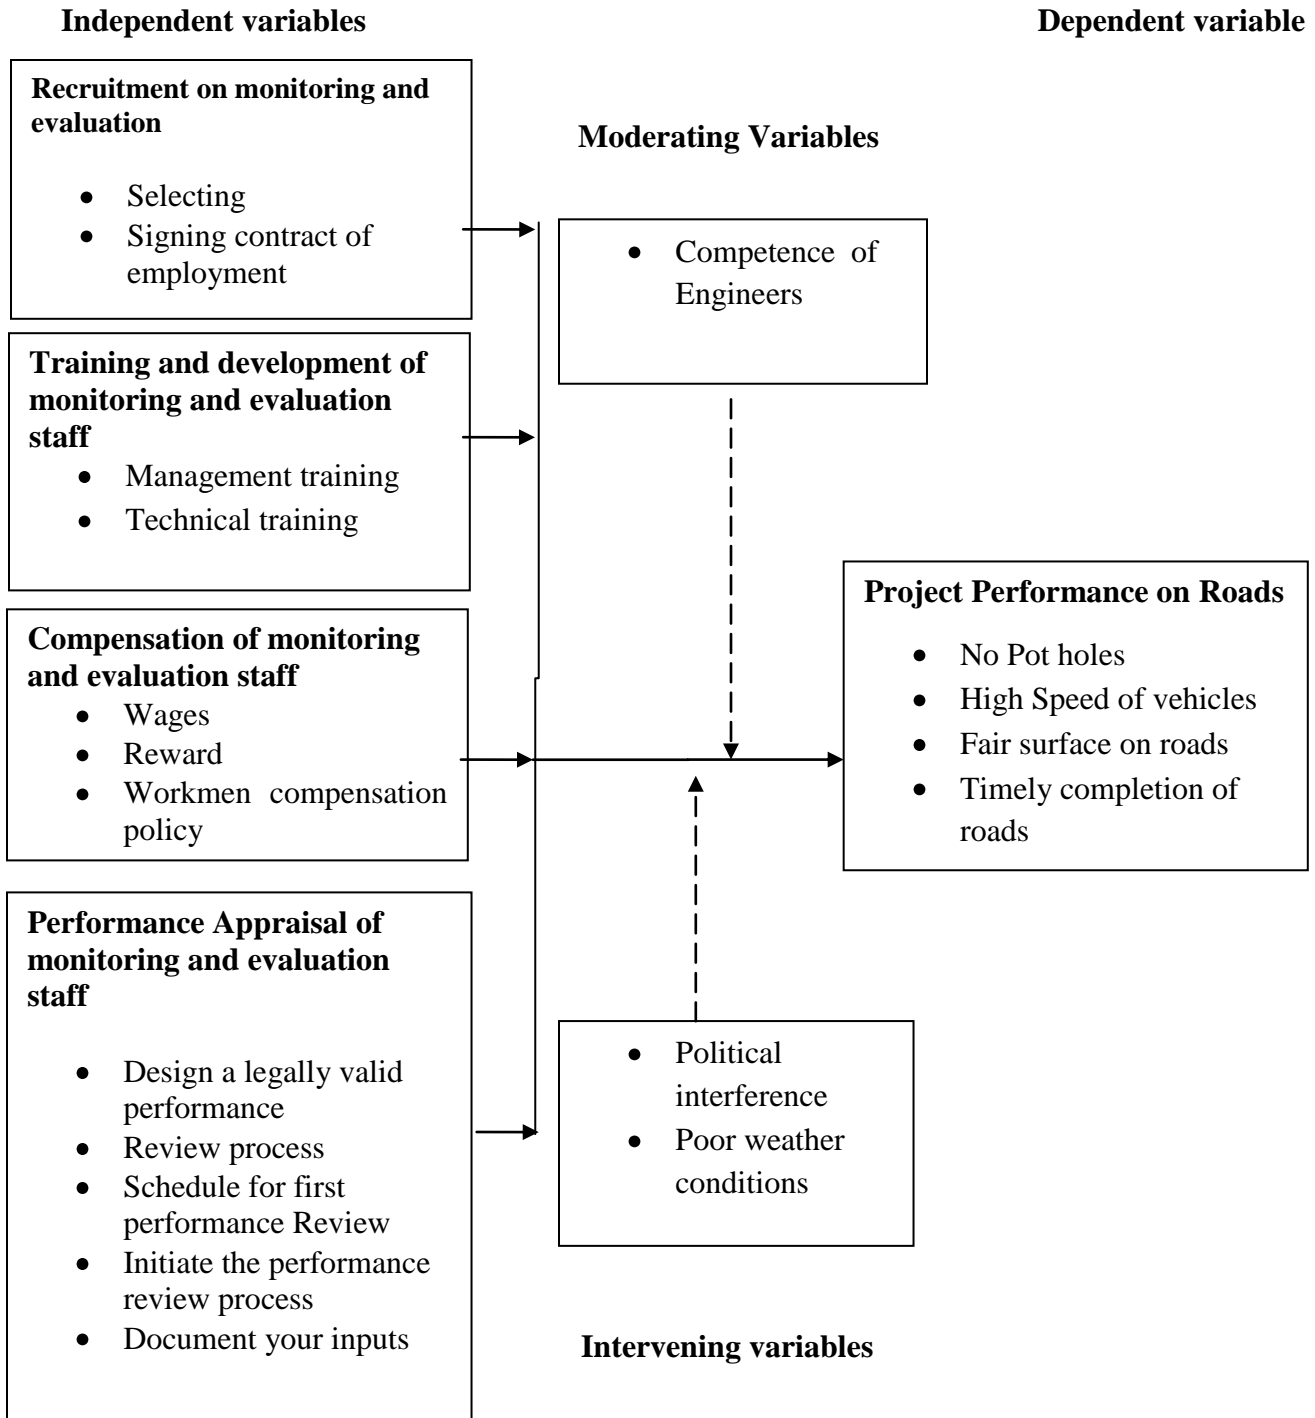 Independent variables
Dependent variable
Recruitment on monitoring and
evaluation
• Selecting
• Signing contract of
employment
Training and development of
monitoring and evaluation
staff
• Management training
• Technical training
Compensation of monitoring
and evaluation staff
• Wages
• Reward
• Workmen compensation
policy
Performance Appraisal of
monitoring and evaluation
staff
• Design a legally valid
performance
• Review process
• Schedule for first
performance Review
• Initiate the performance
review process
• Document your inputs
Moderating Variables
• Competence of
Engineers
• Political
interference
• Poor weather
conditions
Intervening variables
Project Performance on Roads
• No Pot holes
• High Speed of vehicles
• Fair surface on roads
• Timely completion of
roads